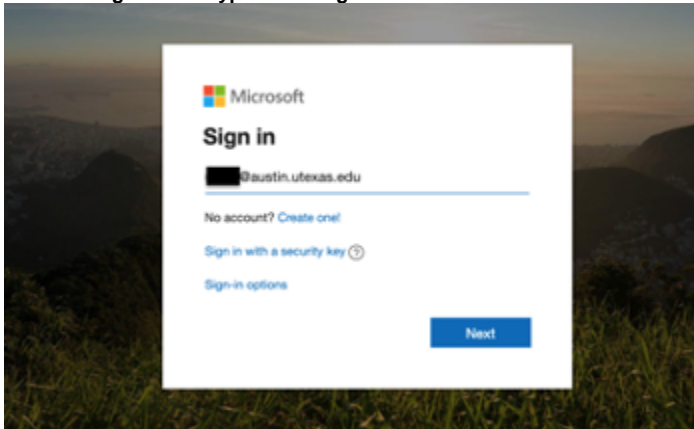 Microsoft
Sign in
@austin.utexas.edu
No account? Create one!
Sign in with a security key
Sign-in options
Next